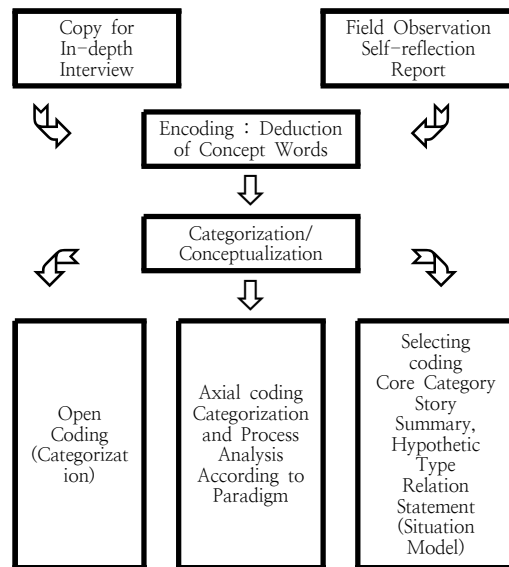 Copy for
In-depth
Interview
Field Observation
Self-reflection
Report
Encoding : Deduction
of Concept Words
Categorization/
Conceptualization
Open
Coding
(Categorizat
ion)
Axial coding
Categorization
and Process
Analysis
According to
Paradigm
Selecting
coding
Core Category
Story
Summary,
Hypothetic
Type
Relation
Statement
(Situation
Model)